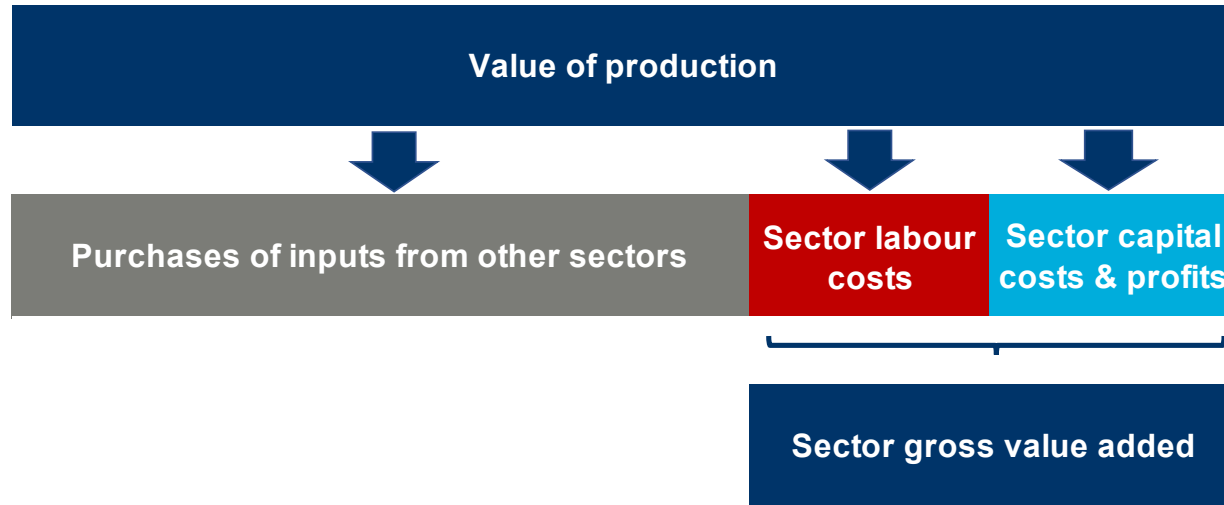 Value of production
Purchases of inputs from other sectors
Sector labour
costs
Sector capital
costs & profits
Sector gross value added